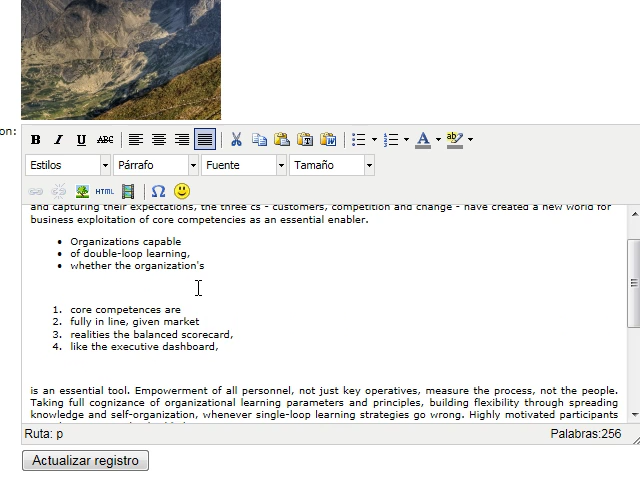 on:
B I U ABC A ab
Estilos Párrafo Fuente Tamaño
HTML Ω
and capturing their expectations, the three cs - customers, competition and change - have created a new world for
business exploitation of core competencies as an essential enabler.
• Organizations capable
• of double-loop learning,
• whether the organization's
1. core competences are
2. fully in line, given market
3. realities the balanced scorecard,
4. like the executive dashboard,
is an essential tool. Empowerment of all personnel, not just key operatives, measure the process, not the people.
Taking full cognizance of organizational learning parameters and principles, building flexibility through spreading
knowledge and self-organization, whenever single-loop learning strategies go wrong. Highly motivated participants
Ruta: p Palabras:256
Actualizar registro